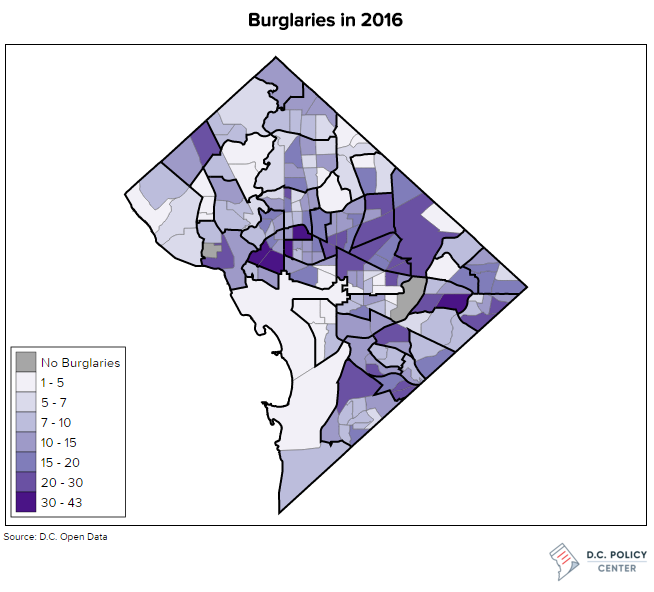 Burglaries in 2016
No Burglaries
1 - 5
5 - 7
7 - 10
10 - 15
15 - 20
20 - 30
30 - 43
Source: D.C. Open Data
D.C. POLICY
CENTER